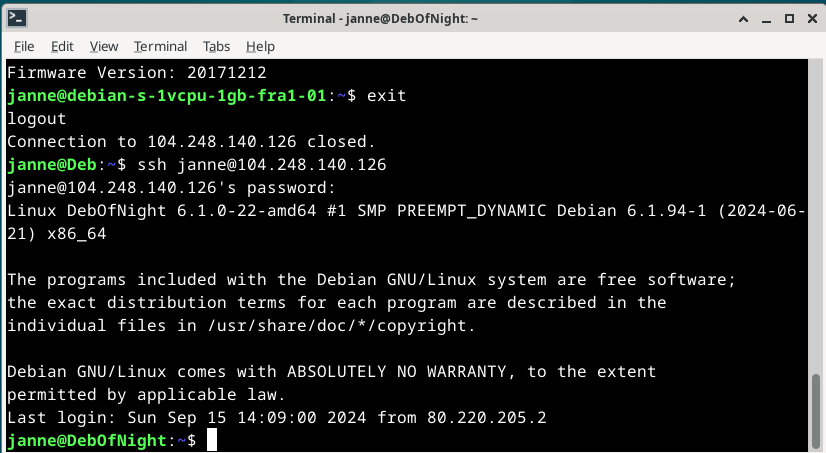 Terminal - janne@DebOfNight: ~
File Edit View Terminal Tabs Help
Firmware Version: 20171212
janne@debian-s-1vcpu-1gb-fra1-01:~$ exit
logout
Connection to 104.248.140.126 closed.
janne@Deb:~$ ssh janne@104.248.140.126
janne@104.248.140.126's password:
Linux DebOfNight 6.1.0-22-amd64 #1 SMP PREEMPT_DYNAMIC Debian 6.1.94-1 (2024-06-
21) x86_64
The programs included with the Debian GNU/Linux system are free software;
the exact distribution terms for each program are described in the
individual files in /usr/share/doc/*/copyright.
Debian GNU/Linux comes with ABSOLUTELY NO WARRANTY, to the extent
permitted by applicable law.
Last login: Sun Sep 15 14:09:00 2024 from 80.220.205.2
janne@DebOfNight:~$